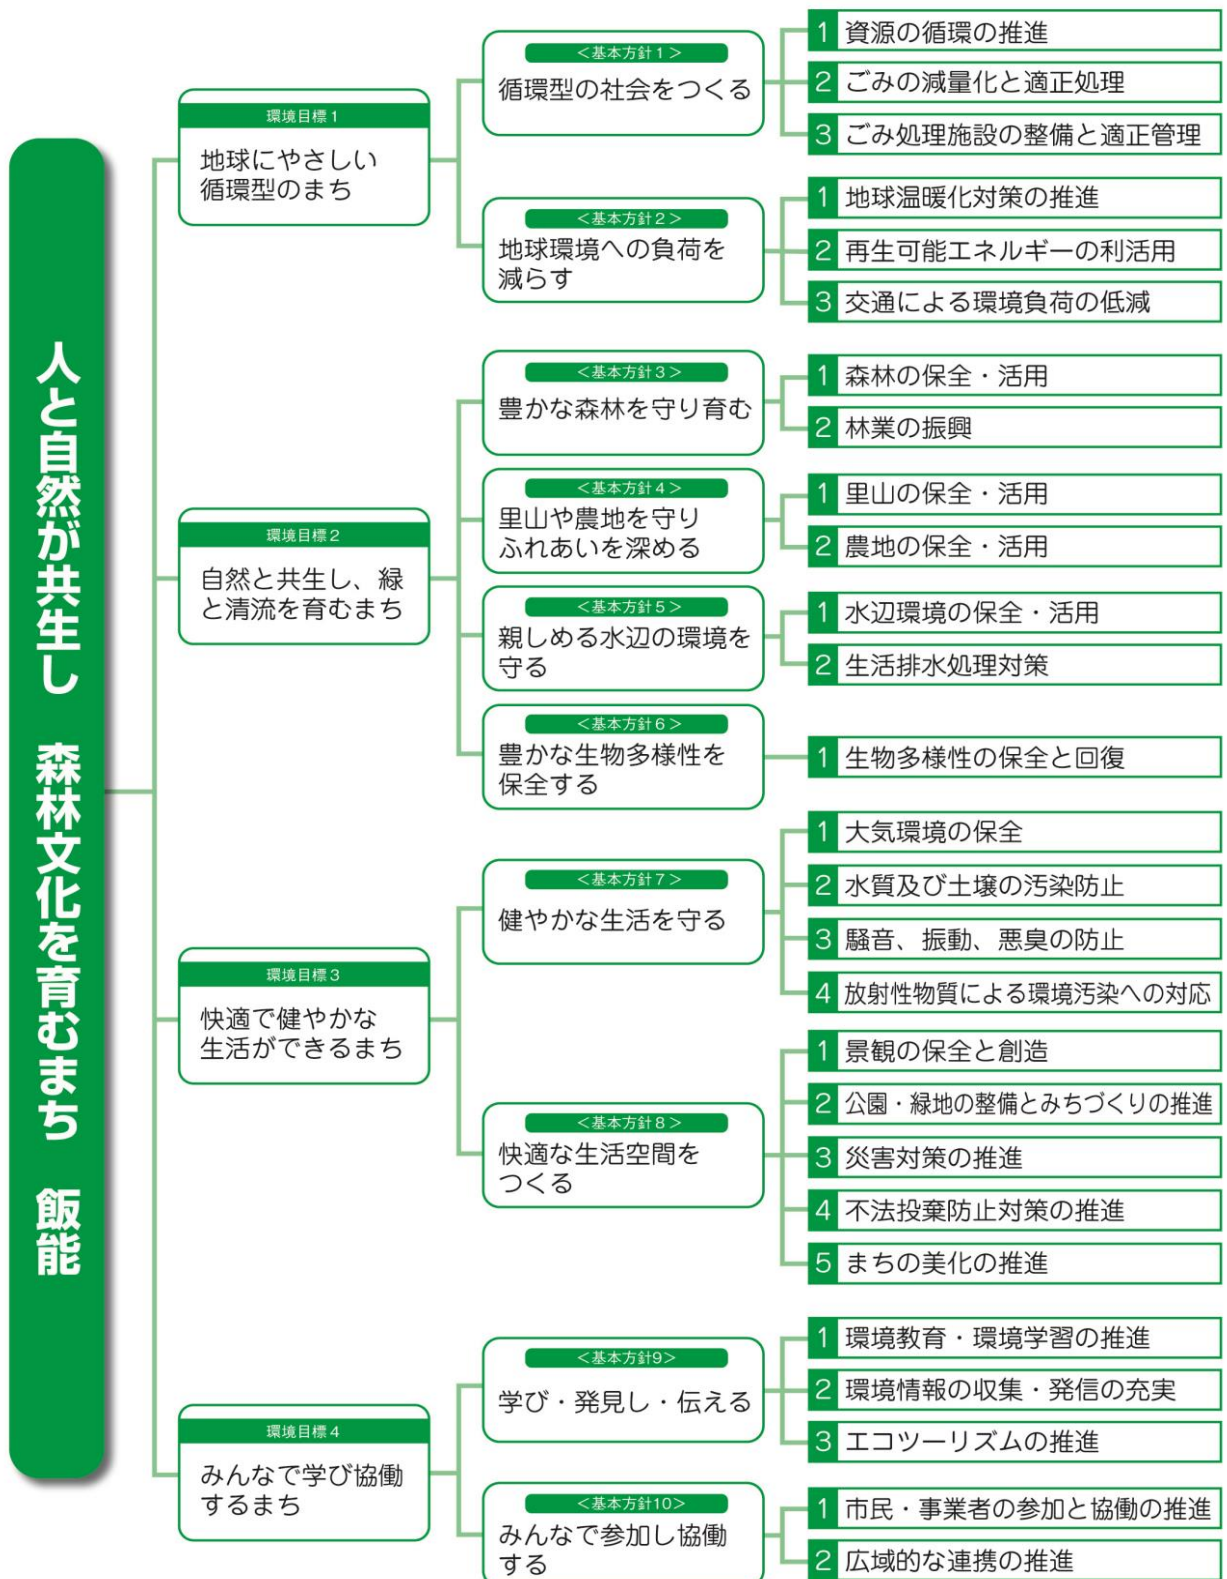 人と自然が共生し 森林文化を育むまち 飯能
環境目標1
地球にやさしい
循環型のまち
<基本方針1>
循環型の社会をつくる
1 資源の循環の推進
2 ごみの減量化と適正処理
3 ごみ処理施設の整備と適正管理
<基本方針2>
地球環境への負荷を
減らす
1 地球温暖化対策の推進
2 再生可能エネルギーの利活用
3 交通による環境負荷の低減
環境目標2
自然と共生し、緑
と清流を育むまち
<基本方針3>
豊かな森林を守り育む
1 森林の保全・活用
2 林業の振興
<基本方針4>
里山や農地を守り
ふれあいを深める
1 里山の保全・活用
2 農地の保全・活用
<基本方針5>
親しめる水辺の環境を
守る
1 水辺環境の保全・活用
2 生活排水処理対策
<基本方針6>
豊かな生物多様性を
保全する
1 生物多様性の保全と回復
環境目標3
快適で健やかな
生活ができるまち
<基本方針7>
健やかな生活を守る
1 大気環境の保全
2 水質及び土壌の汚染防止
3 騒音、振動、悪臭の防止
4 放射性物質による環境汚染への対応
<基本方針8>
快適な生活空間を
つくる
1 景観の保全と創造
2 公園・緑地の整備とみちづくりの推進
3 災害対策の推進
4 不法投棄防止対策の推進
5 まちの美化の推進
環境目標4
みんなで学び協働
するまち
<基本方針9>
学び・発見し・伝える
1 環境教育・環境学習の推進
2 環境情報の収集・発信の充実
3 エコツーリズムの推進
<基本方針10>
みんなで参加し協働
する
1 市民・事業者の参加と協働の推進
2 広域的な連携の推進